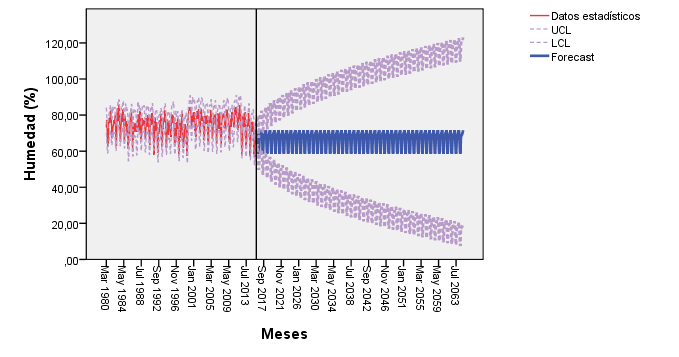 Datos estadísticos
UCL
LCL
Forecast
Humedad (%)
120,00
100,00
80,00
60,00
40,00
20,00
,00
Mar 1980
May 1984
Jul 1988
Sep 1992
Nov 1996
Jan 2001
Mar 2005
May 2009
Jul 2013
Sep 2017
Nov 2021
Jan 2026
Mar 2030
May 2034
Jul 2038
Sep 2042
Nov 2046
Jan 2051
Mar 2055
May 2059
Jul 2063
Meses